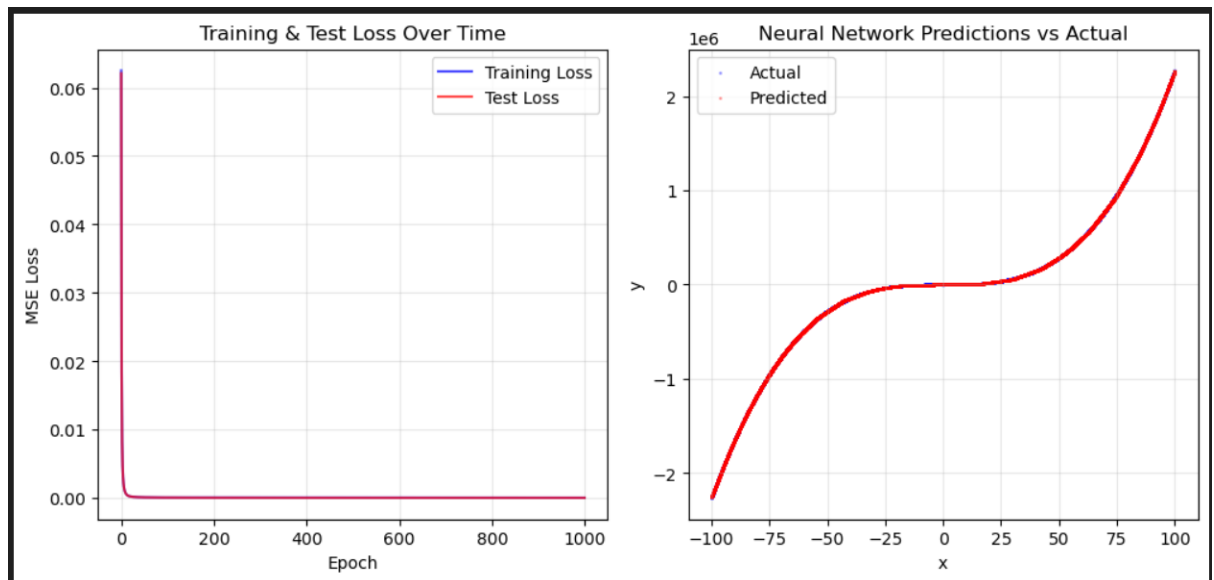 Training & Test Loss Over Time
Training Loss
Test Loss
0.06
0.05
0.04
0.03
0.02
0.01
0.00
MSE Loss
0
200
400
600
800
1000
Epoch
Neural Network Predictions vs Actual
1e6
Actual
Predicted
2
1
0
−1
−2
y
−100
−75
−50
−25
0
25
50
75
100
x